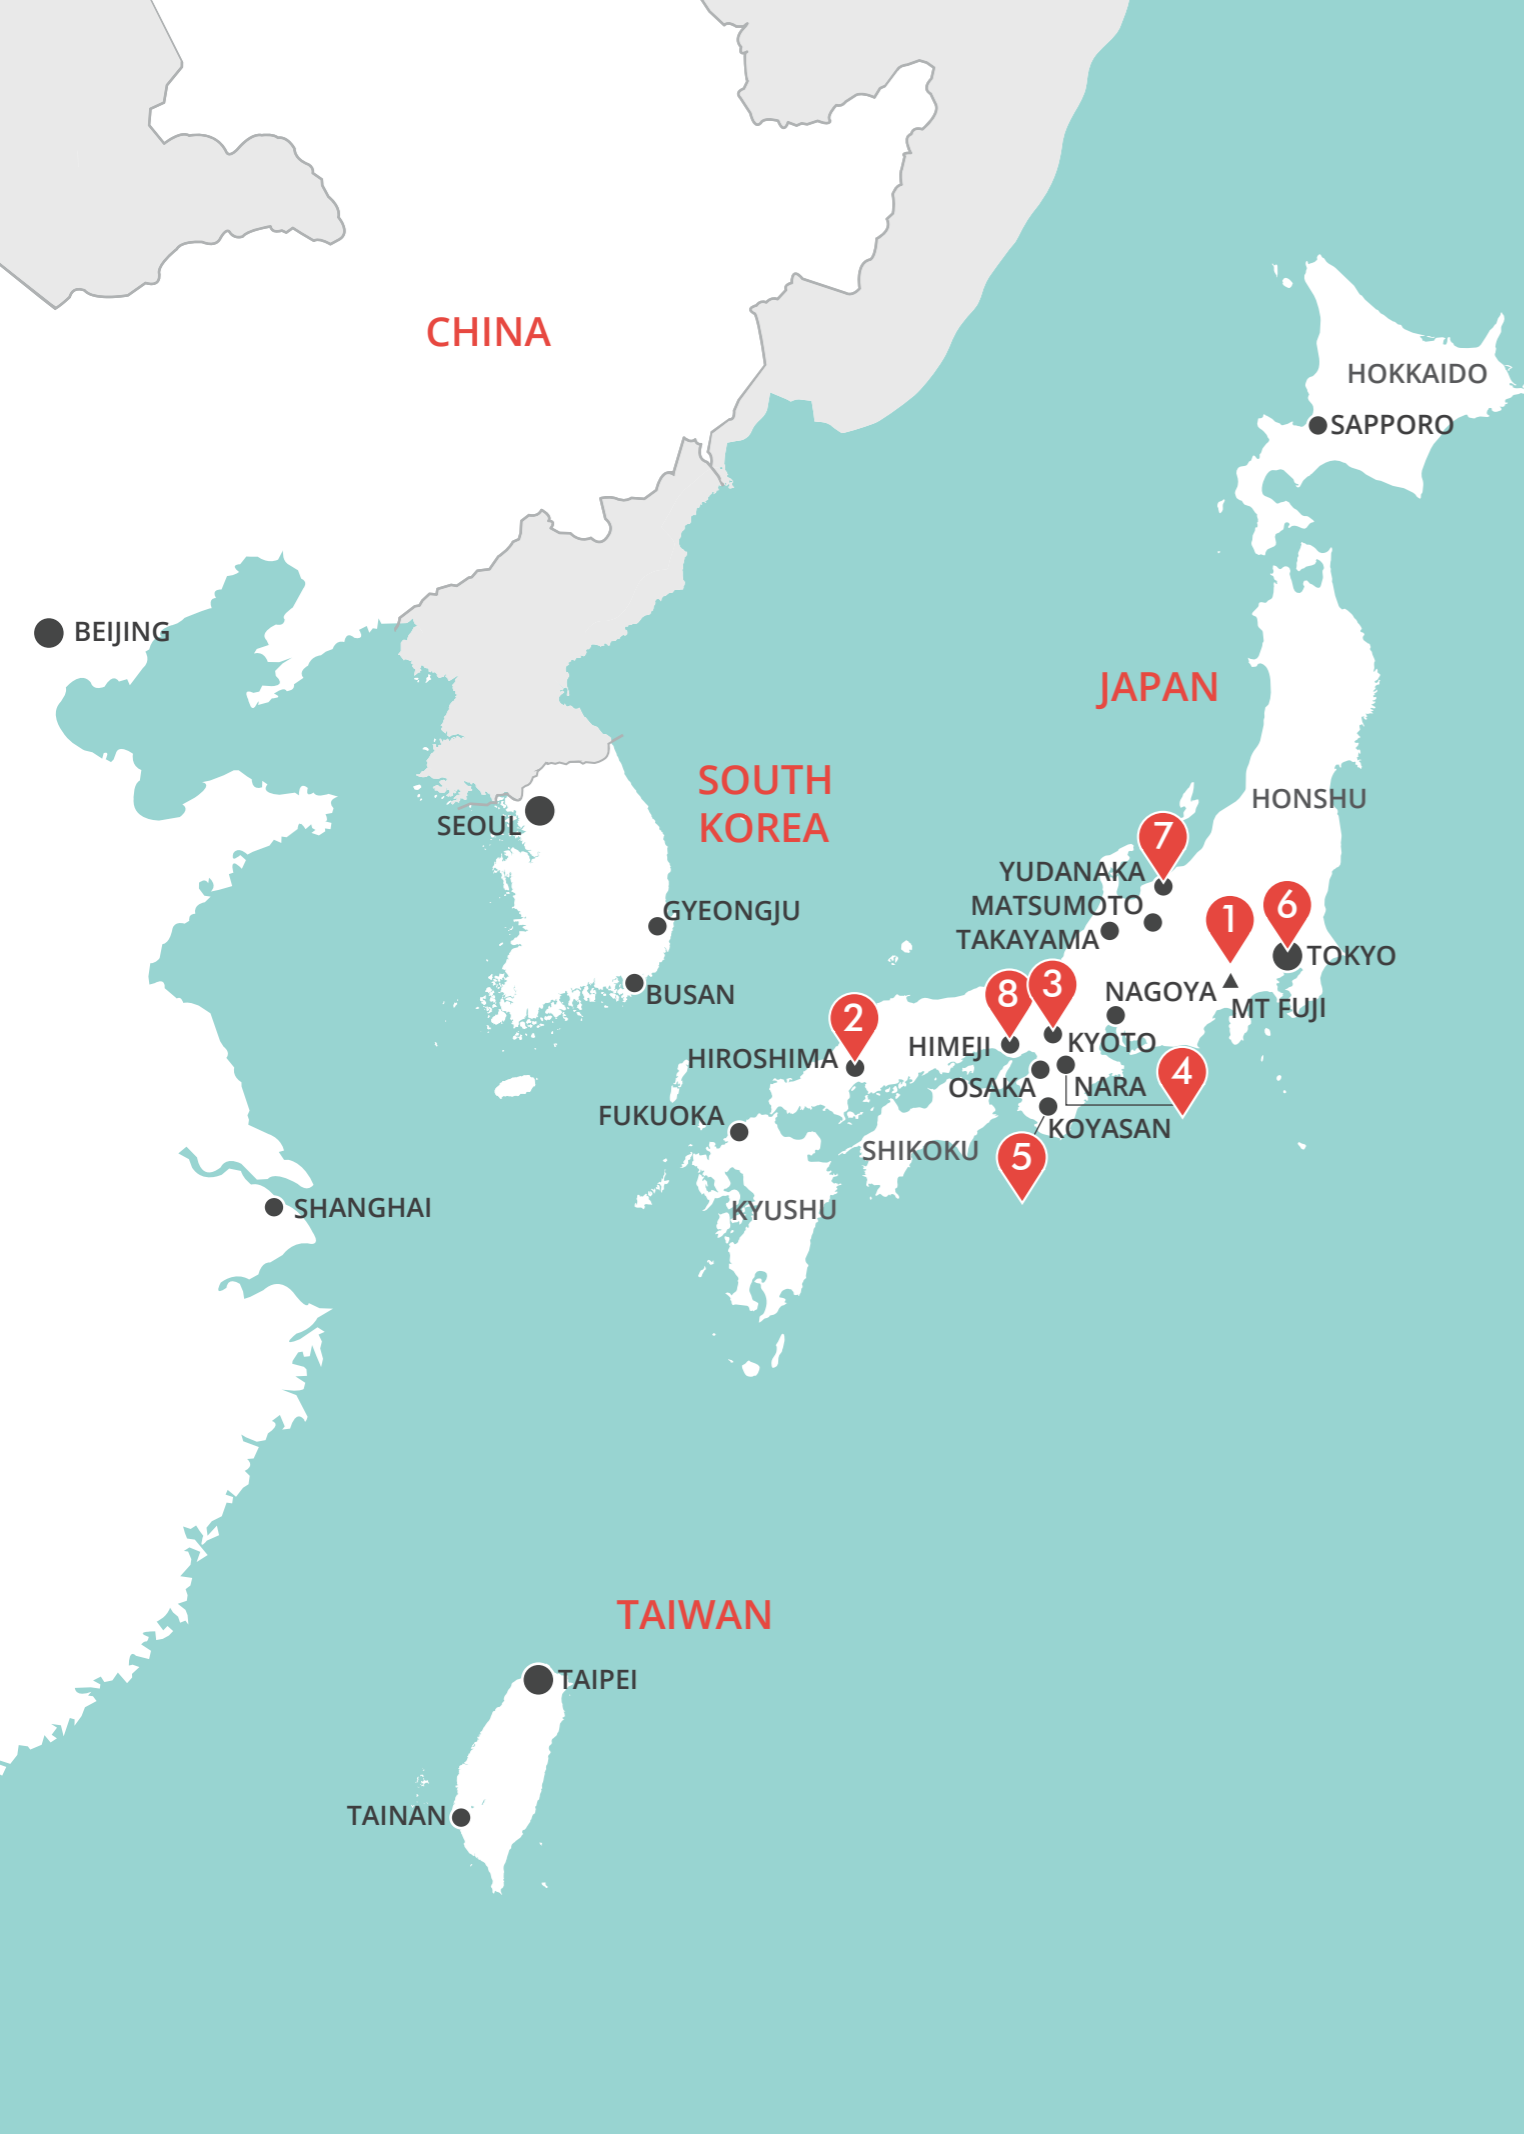 CHINA
HOKKAIDO
SAPPORO
BEIJING
JAPAN
SOUTH
KOREA
HONSHU
SEOUL
7
YUDANAKA
6
1
MATSUMOTO
GYEONGJU
TAKAYAMA
TOKYO
3
8
NAGOYA
BUSAN
MT FUJI
2
KYOTO
HIMEJI
HIROSHIMA
4
OSAKA
NARA
FUKUOKA
KOYASAN
SHIKOKU
5
SHANGHAI
KYUSHU
TAIWAN
TAIPEI
TAINAN